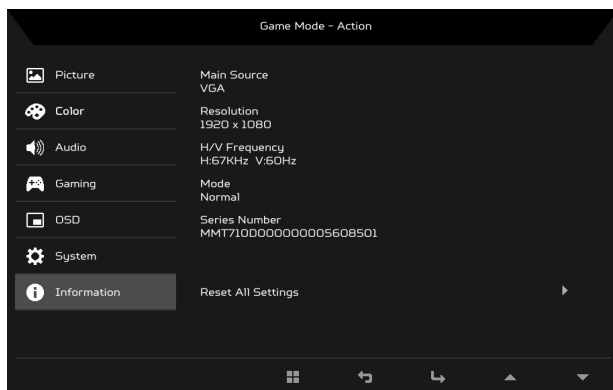 Game Mode - Action
Picture
Color
Audio
Gaming
OSD
System
Information
Main Source
VGA
Resolution
1920 x 1080
H/V Frequency
H:67KHz V:60Hz
Mode
Normal
Series Number
MMT710D000000005608501
Reset All Settings